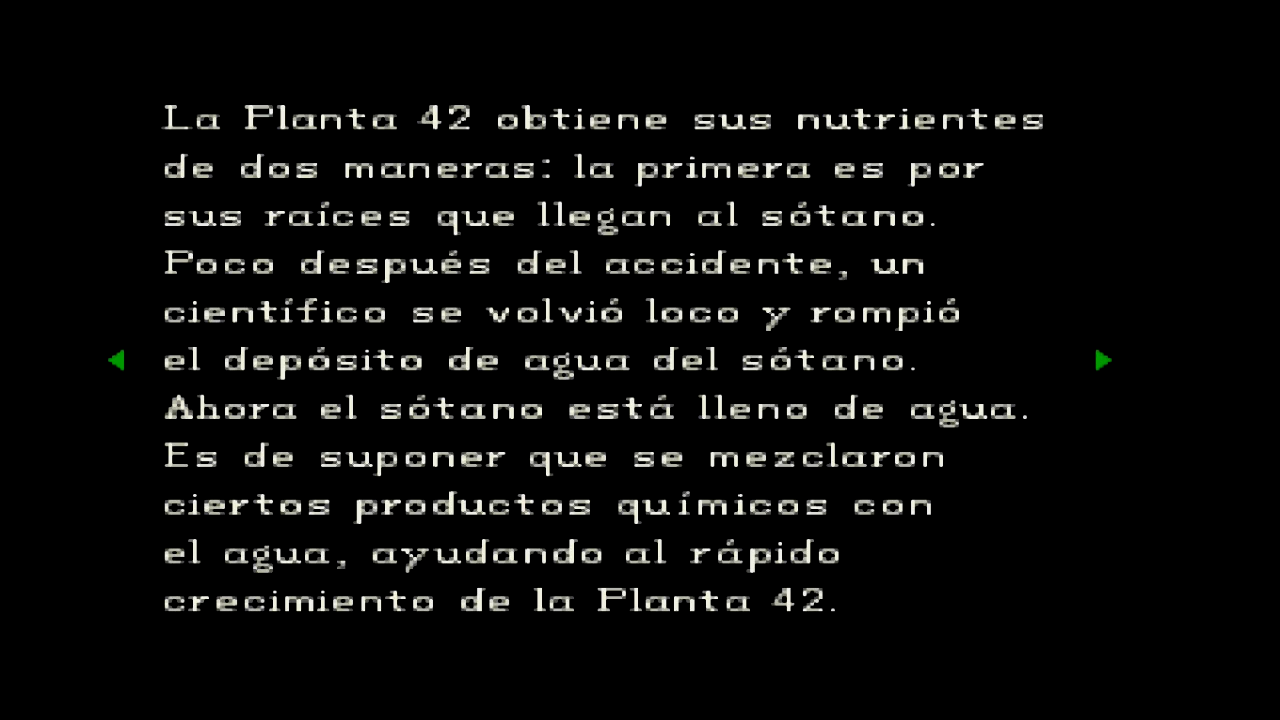 La Planta 42 obtiene sus nutrientes
de dos maneras: la primera es por
sus raíces que llegan al sótano.
Poco después del accidente, un
científico se volvió loco y rompió
el depósito de agua del sótano.
Ahora el sótano está lleno de agua.
Es de suponer que se mezclaron
ciertos productos químicos con
el agua, ayudando al rápido
crecimiento de la Planta 42.